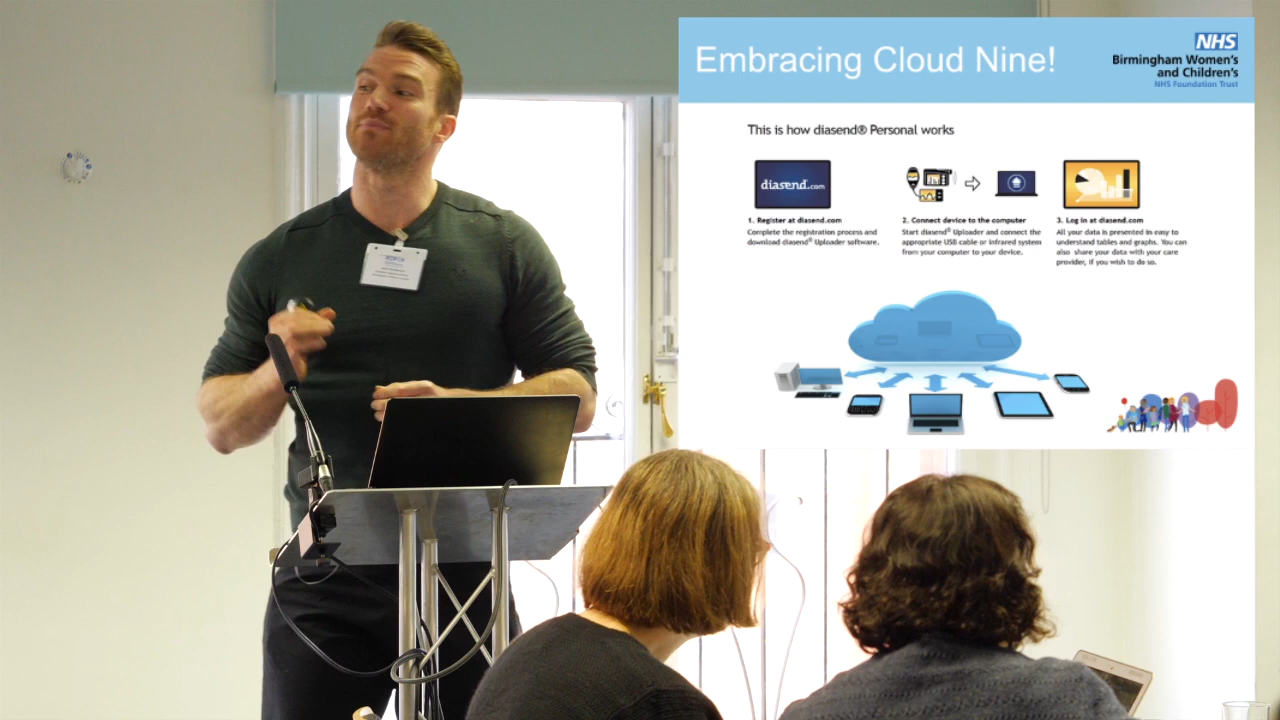 Embracing Cloud Nine!
NHS
Birmingham Women's
and Children's
NHS Foundation Trust
This is how diasend® Personal works
diasend.com
1. Register at diasend.com
Complete the registration process and
download diasend® Uploader software.
2. Connect device to the computer
Start diasend® Uploader and connect the
appropriate USB cable or infrared system
from your computer to your device.
3. Log in at diasend.com
All your data is presented in easy to
understand tables and graphs. You can
also share your data with your care
provider, if you wish to do so.